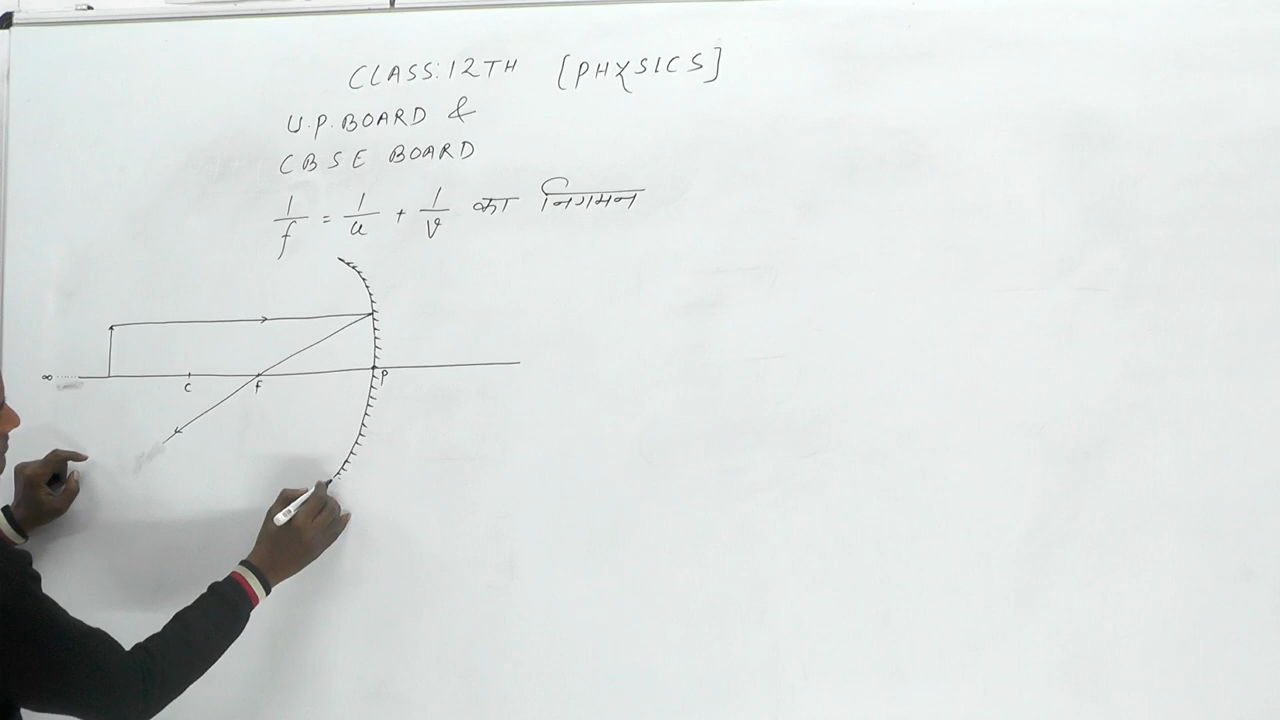 CLASS: 12TH [PHYSICS]
U.P. BOARD &
CBSE BOARD
1/f = 1/u + 1/v का निगमन
∞ ...... C f P